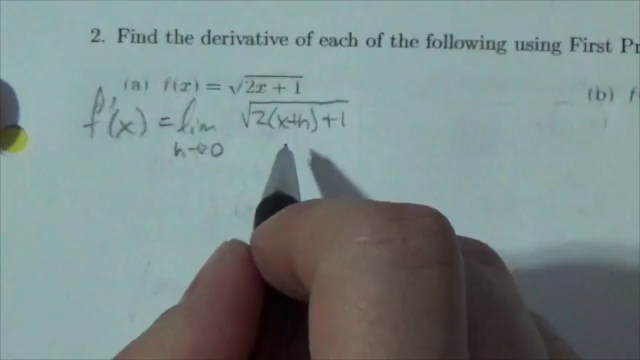 2. Find the derivative of each of the following using First Pr
(a) f(x) = √2x + 1
(b) f
f'(x) = lim √2(x+h)+1
h→0